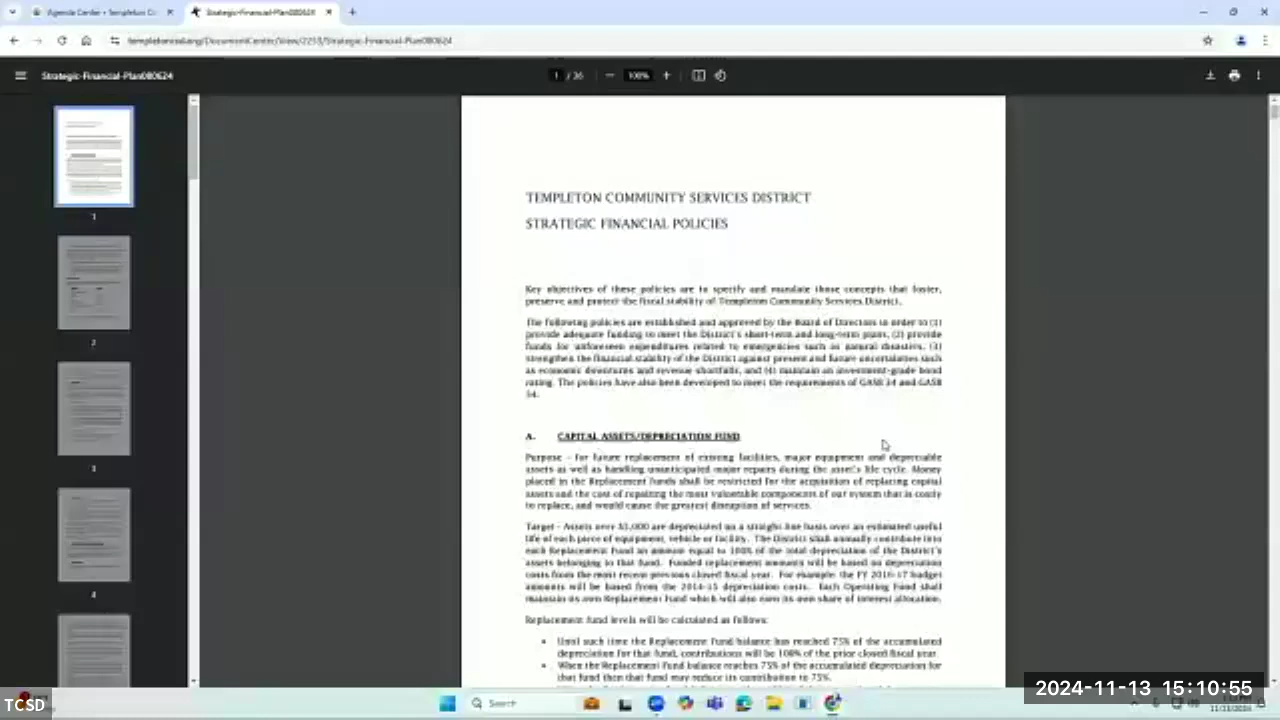 Agenda Center • Templeton C
Strategic-Financial-Plan080624
templetoncsd.org/DocumentCenter/View/2253/Strategic-Financial-Plan080624
Strategic-Financial-Plan080624
1 / 36
100%
TEMPLETON COMMUNITY SERVICES DISTRICT
STRATEGIC FINANCIAL POLICIES
Key objectives of these policies are to specify and mandate those concepts that foster,
preserve and protect the fiscal stability of Templeton Community Services District.
The following policies are established and approved by the Board of Directors in order to (1)
provide adequate funding to meet the District's short-term and long-term plans, (2) provide
funds for unforeseen expenditures related to emergencies such as natural disasters, (3)
strengthen the financial stability of the District against present and future uncertainties such
as economic downturns and revenue shortfalls, and (4) maintain an investment-grade bond
rating. The policies have also been developed to meet the requirements of GASB 34 and GASB
54.
A. CAPITAL ASSETS/DEPRECIATION FUND
Purpose - for future replacement of existing facilities, major equipment and depreciable
assets as well as handling unanticipated major repairs during the asset's life cycle. Money
placed in the Replacement Funds shall be restricted for the acquisition of replacing capital
assets and the cost of repairing the most vulnerable components of our system that is costly
to replace, and would cause the greatest disruption of services.
Target - Assets over $5,000 are depreciated on a straight line basis over an estimated useful
life of each piece of equipment, vehicle or facility. The District shall annually contribute into
each Replacement Fund an amount equal to 100% of the total depreciation of the District's
assets belonging to that fund. Funded replacement amounts will be based on depreciation
costs from the most recent previous closed fiscal year. For example: the FY 2016-17 budget
amounts will be based from the 2014-15 depreciation costs. Each Operating Fund shall
maintain its own Replacement Fund which will also earn its own share of interest allocation.
Replacement fund levels will be calculated as follows:
• Until such time the Replacement Fund balance has reached 75% of the accumulated
depreciation for that fund, contributions will be 100% of the prior closed fiscal year.
• When the Replacement Fund balance reaches 75% of the accumulated depreciation for
that fund then that fund may reduce its contribution to 75%.
1
2
3
4
TCSD
Search
2024-11-13 15:10:55